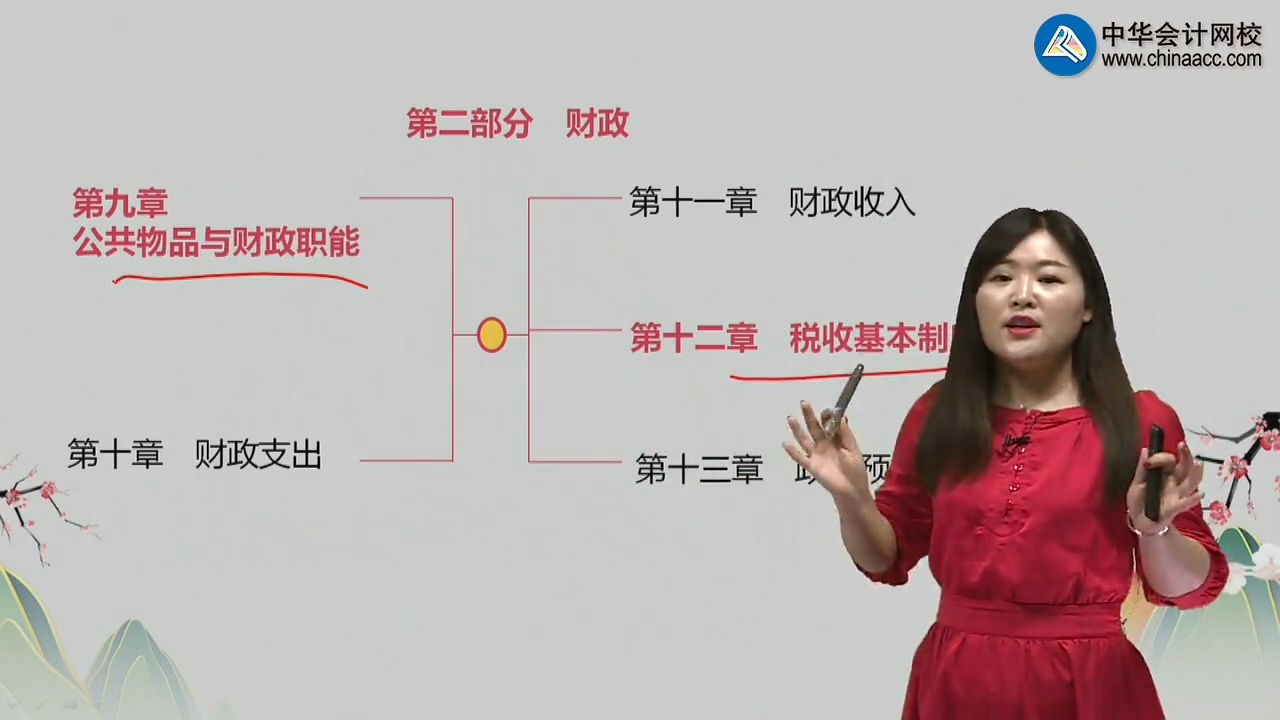 中华会计网校
www.chinaacc.com
第二部分 财政
第九章
公共物品与财政职能
第十章 财政支出
第十一章 财政收入
第十二章 税收基本制
第十三章